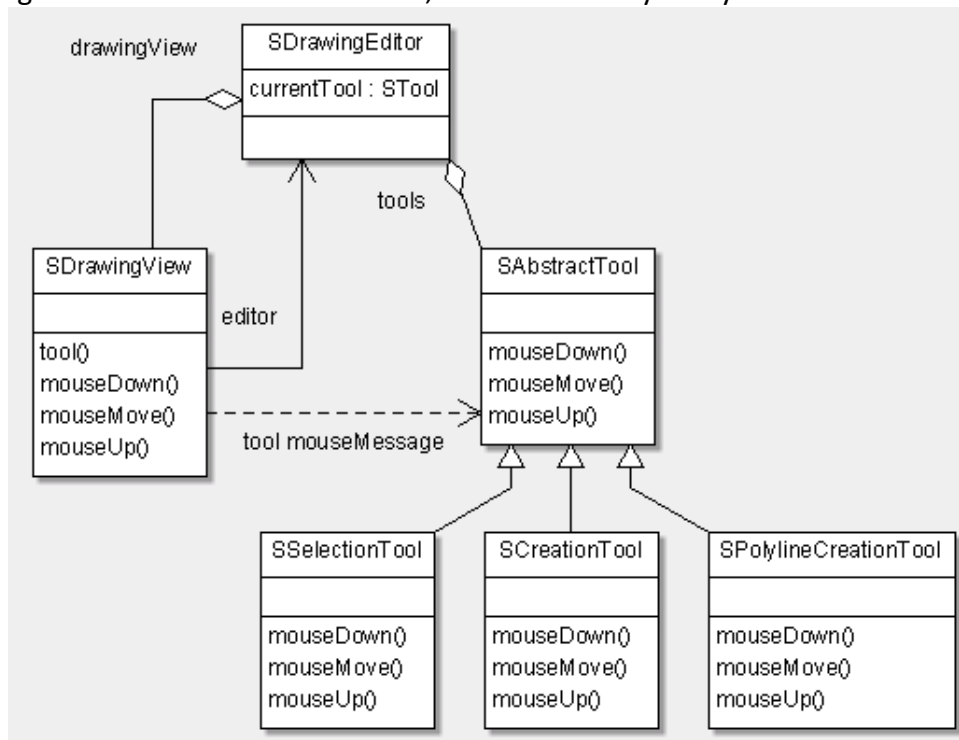 drawingView
SDrawingEditor
currentTool : STool
tools
SDrawingView
tool()
mouseDown()
mouseMove()
mouseUp()
editor
tool mouseMessage
SAbstractTool
mouseDown()
mouseMove()
mouseUp()
SSelectionTool
mouseDown()
mouseMove()
mouseUp()
SCreationTool
mouseDown()
mouseMove()
mouseUp()
SPolylineCreationTool
mouseDown()
mouseMove()
mouseUp()